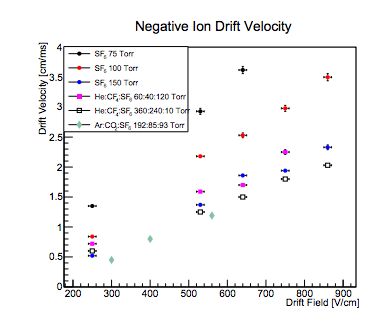 Negative Ion Drift Velocity
Drift Velocity [cm/ms]
4
3.5
3
2.5
2
1.5
1
0.5
0
SF6 75 Torr
SF6 100 Torr
SF6 150 Torr
He:CF4:SF6 60:40:120 Torr
He:CF4:SF6 360:240:10 Torr
Ar:CO2:SF6 192:85:93 Torr
200 300 400 500 600 700 800 900
Drift Field [V/cm]